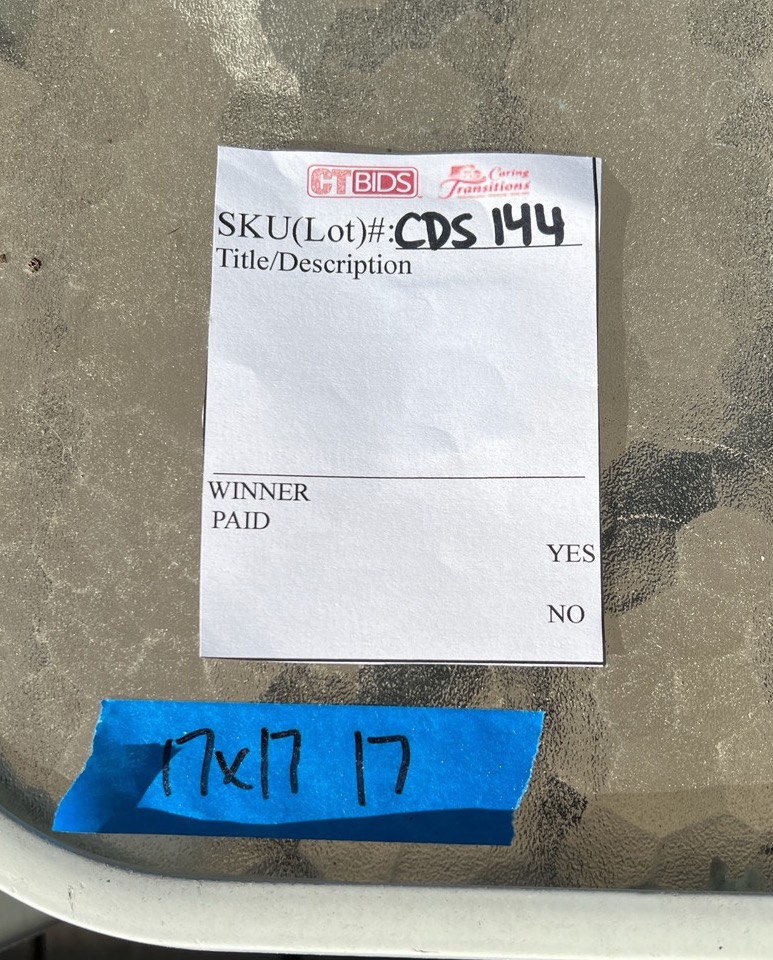 CTBIDS
Caring Transitions
SKU(Lot)#: CDS 144
Title/Description
WINNER
PAID
YES
NO
17x17 17